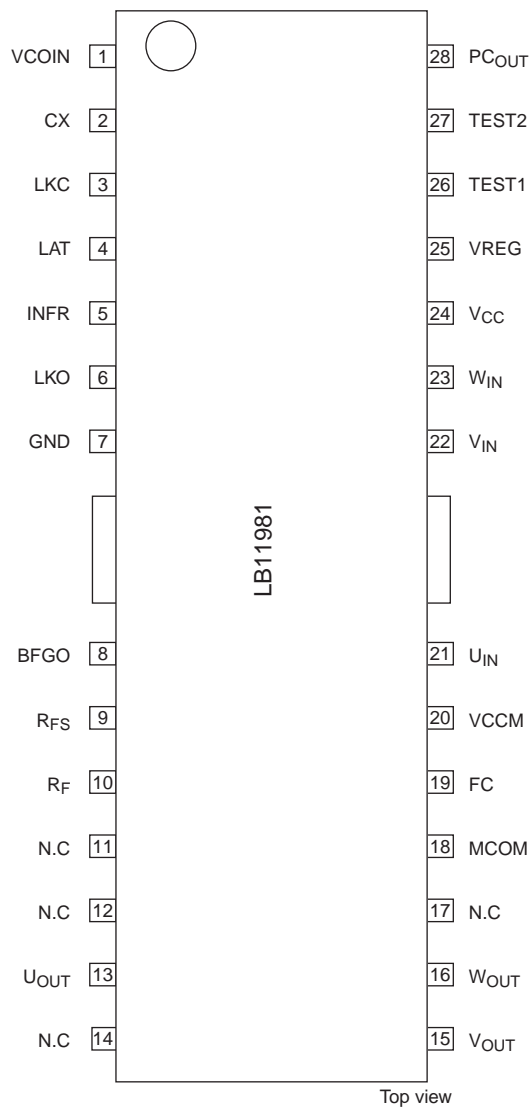 VCOIN 1 28 PCOUT
CX 2 27 TEST2
LKC 3 26 TEST1
LAT 4 25 VREG
INFR 5 24 VCC
LKO 6 23 WIN
GND 7 22 VIN
LB11981
BFGO 8 21 UIN
RFS 9 20 VCCM
RF 10 19 FC
N.C 11 18 MCOM
N.C 12 17 N.C
UOUT 13 16 WOUT
N.C 14 15 VOUT
Top view